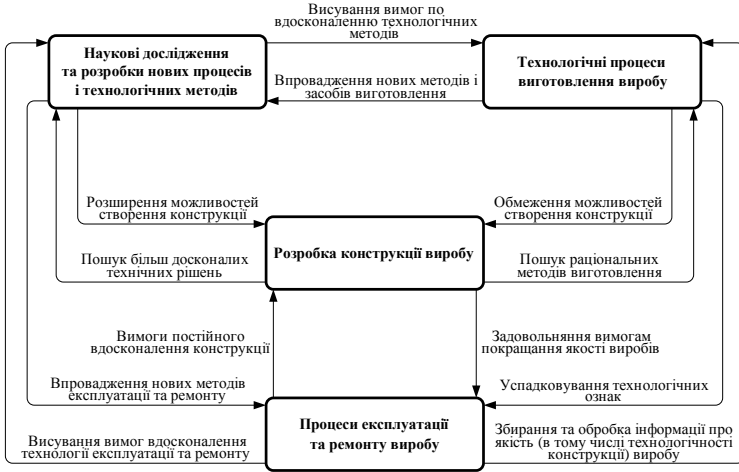 Висування вимог по
вдосконаленню технологічних
методів
Наукові дослідження
та розробки нових процесів
і технологічних методів
Технологічні процеси
виготовлення виробу
Впровадження нових методів і
засобів виготовлення
Розширення можливостей
створення конструкції
Обмеження можливостей
створення конструкції
Розробка конструкції виробу
Пошук більш досконалих
технічних рішень
Пошук раціональних
методів виготовлення
Вимоги постійного
вдосконалення конструкції
Задовольняння вимогам
покращання якості виробів
Впровадження нових методів
експлуатації та ремонту
Успадковування технологічних
ознак
Процеси експлуатації
та ремонту виробу
Висування вимог вдосконалення
технології експлуатації та ремонту
Збирання та обробка інформації про
якість (в тому числі технологічності
конструкції) виробу